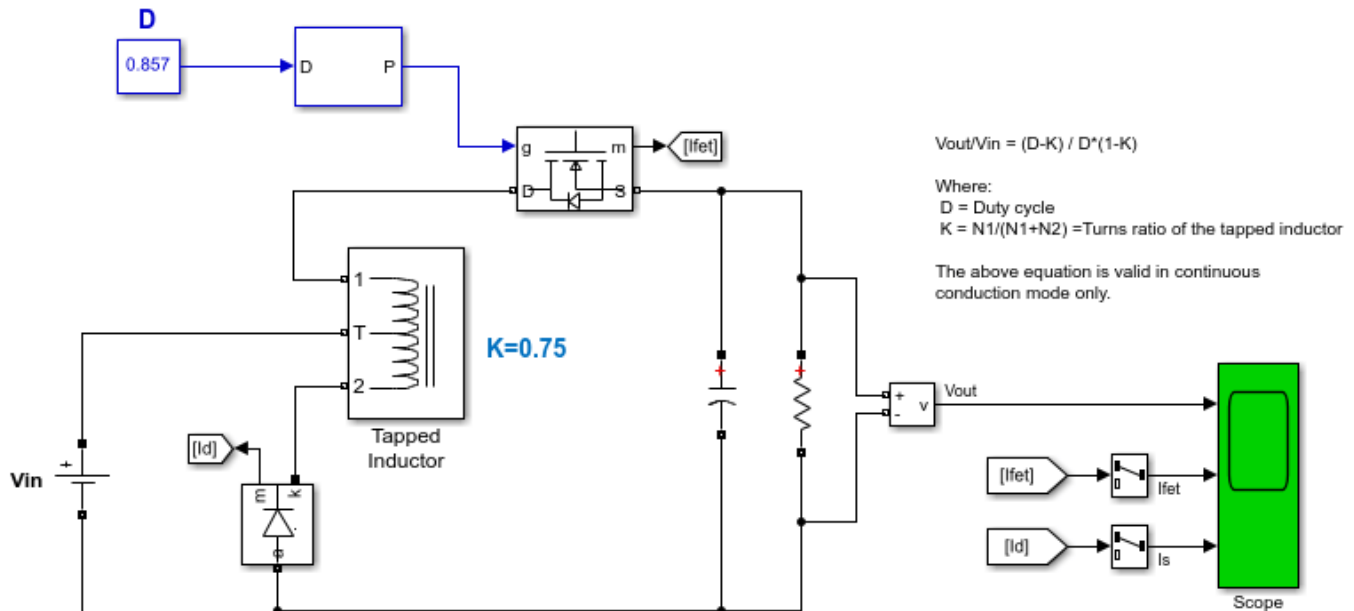 D
0.857
D
P
g
m
[Ifet]
D
S
Vout/Vin = (D-K) / D*(1-K)
Where:
D = Duty cycle
K = N1/(N1+N2) =Turns ratio of the tapped inductor
The above equation is valid in continuous
conduction mode only.
1
T
2
K=0.75
Tapped
Inductor
+
+
+
-
v
Vout
[Id]
m
k
a
Vin
+
[Ifet]
Ifet
[Id]
Is
Scope